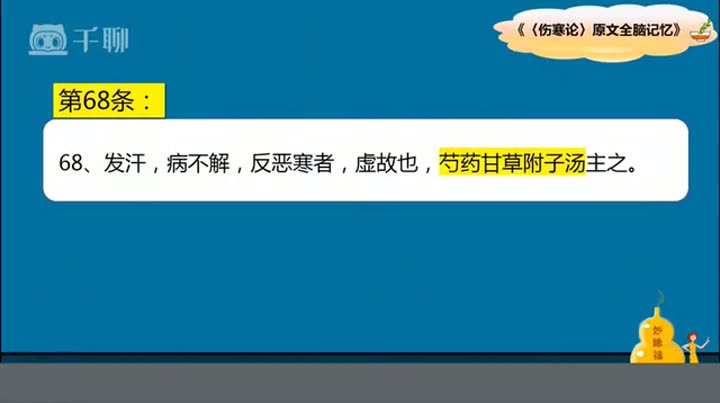 千聊
《〈伤寒论〉原文全脑记忆》
第68条：
68、发汗，病不解，反恶寒者，虚故也，芍药甘草附子汤主之。
妙
缘
福